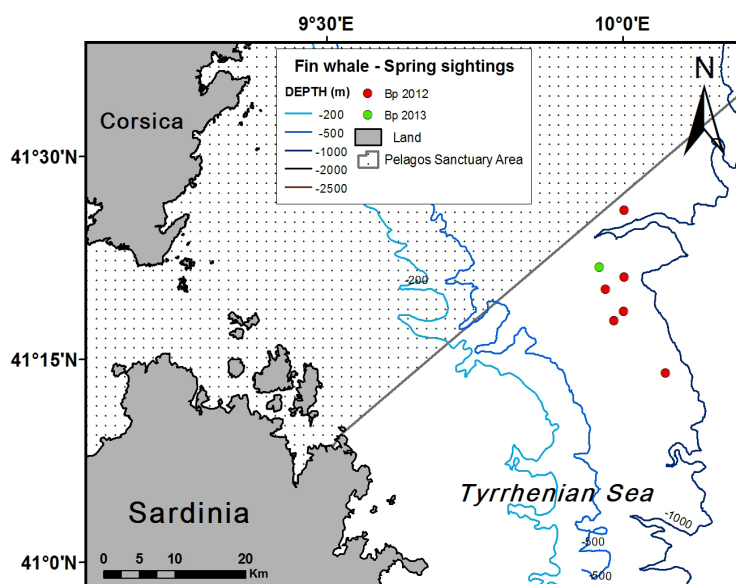 9°30'E 10°0'E
Fin whale - Spring sightings
DEPTH (m) Bp 2012
-200 Bp 2013
-500 Land
-1000 Pelagos Sanctuary Area
-2000
-2500
N
Corsica
41°30'N
-200
41°15'N
Tyrrhenian Sea
Sardinia
-1000
-500
41°0'N
0 5 10 20
Km
-500